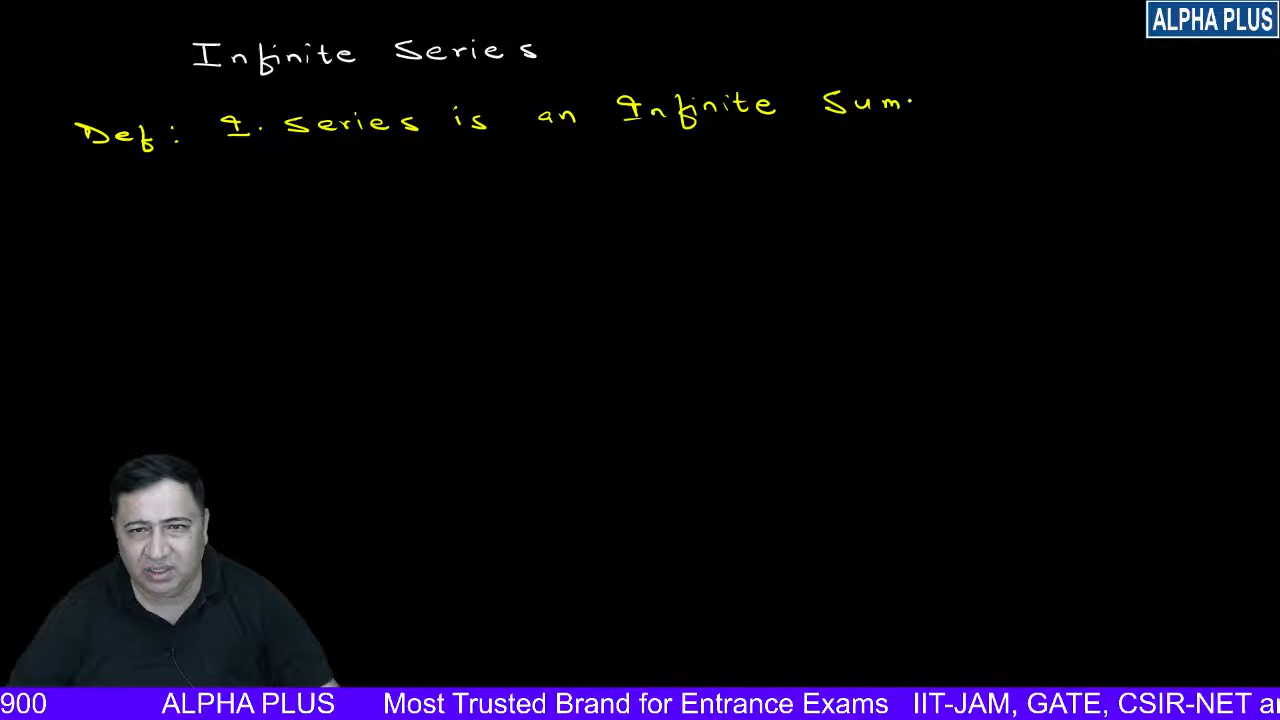 ALPHA PLUS
Infinite Series
Def: I. Series is an Infinite Sum.
900 ALPHA PLUS Most Trusted Brand for Entrance Exams IIT-JAM, GATE, CSIR-NET a